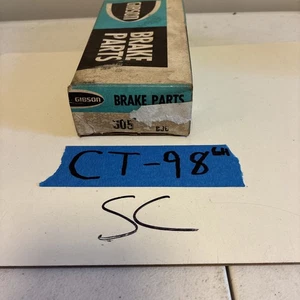 GIBSON
BRAKE
PARTS
GIBSON
BRAKE PARTS
305
CT-98
SC